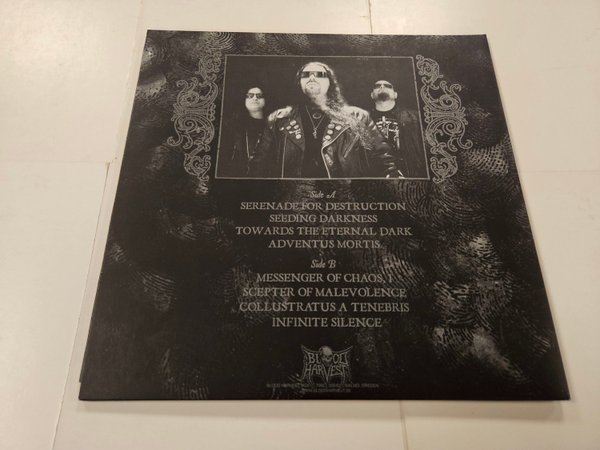 Side A
SERENADE FOR DESTRUCTION
SEEDING DARKNESS
TOWARDS THE ETERNAL DARK
ADVENTUS MORTIS
Side B
MESSENGER OF CHAOS, I
SCEPTER OF MALEVOLENCE
COLLUSTRATUS A TENEBRIS
INFINITE SILENCE
BLOOD
HARVEST